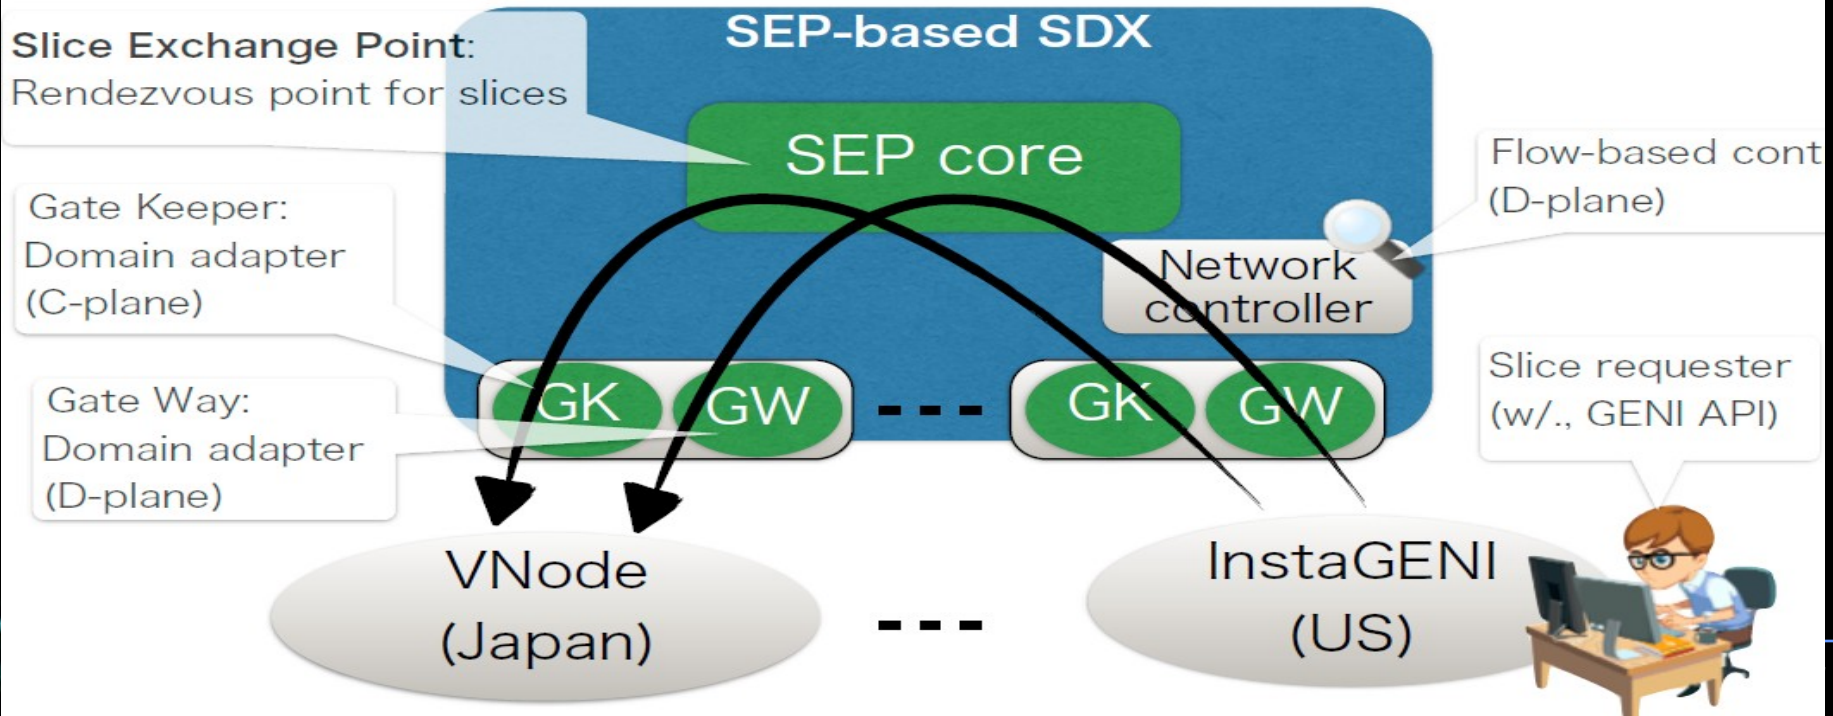 SEP-based SDX
Slice Exchange Point:
Rendezvous point for slices
SEP core
Flow-based cont
(D-plane)
Gate Keeper:
Domain adapter
(C-plane)
Network
controller
Slice requester
(w/., GENI API)
Gate Way:
Domain adapter
(D-plane)
GK
GW
GK
GW
VNode
(Japan)
InstaGENI
(US)